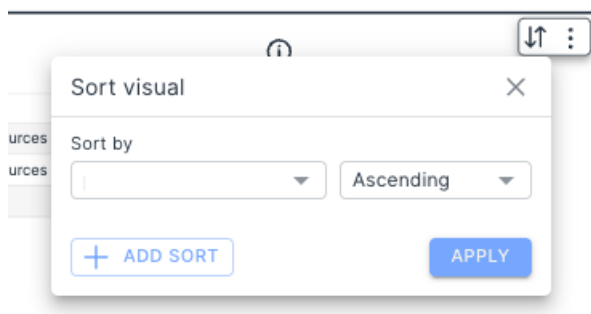 Sort visual
urces
Sort by
urces
Ascending
ADD SORT
APPLY